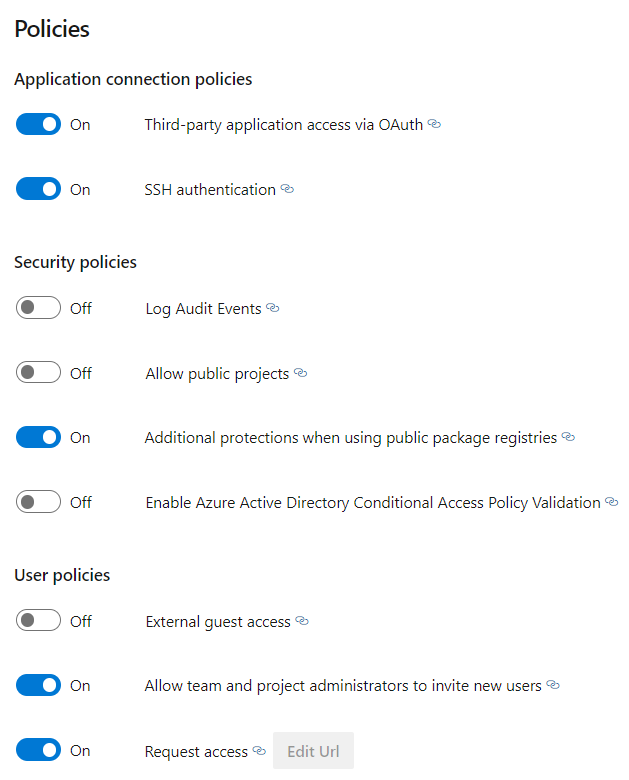 Policies
Application connection policies
On Third-party application access via OAuth
On SSH authentication
Security policies
Off Log Audit Events
Off Allow public projects
On Additional protections when using public package registries
Off Enable Azure Active Directory Conditional Access Policy Validation
User policies
Off External guest access
On Allow team and project administrators to invite new users
On Request access Edit Url